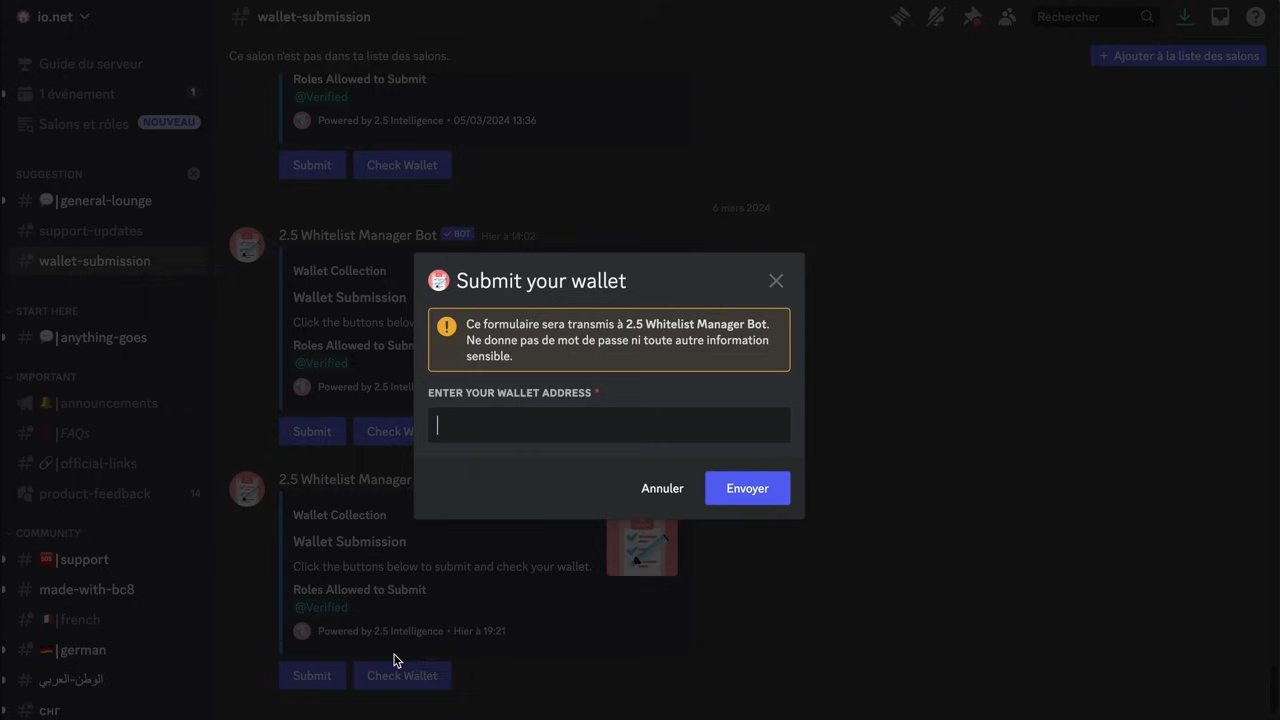 io.net
Guide du serveur
1 événement
1
Salons et rôles
NOUVEAU
SUGGESTION
💬|general-lounge
support-updates
wallet-submission
START HERE
anything-goes
IMPORTANT
🔔|announcements
|FAQs
🔗|official-links
product-feedback
14
COMMUNITY
🆘|support
made-with-bc8
🇫🇷|french
🇩🇪|german
الوطن-العربي
снг
wallet-submission
Rechercher
Ce salon n'est pas dans ta liste des salons.
+ Ajouter à la liste des salons
Roles Allowed to Submit
@Verified
Powered by 2.5 Intelligence • 05/03/2024 13:36
Submit
Check Wallet
6 mars 2024
2.5 Whitelist Manager Bot
✓ BOT
Hier à 14:02
Wallet Collection
Wallet Submission
Click the buttons below
Roles Allowed to Submit
@Verified
Powered by 2.5 Intell
Submit
Check W
2.5 Whitelist Manager
Wallet Collection
Wallet Submission
Click the buttons below to submit and check your wallet.
Roles Allowed to Submit
@Verified
Powered by 2.5 Intelligence • Hier à 19:21
Submit
Check Wallet
Submit your wallet
Ce formulaire sera transmis à 2.5 Whitelist Manager Bot.
Ne donne pas de mot de passe ni toute autre information
sensible.
ENTER YOUR WALLET ADDRESS *
Annuler
Envoyer